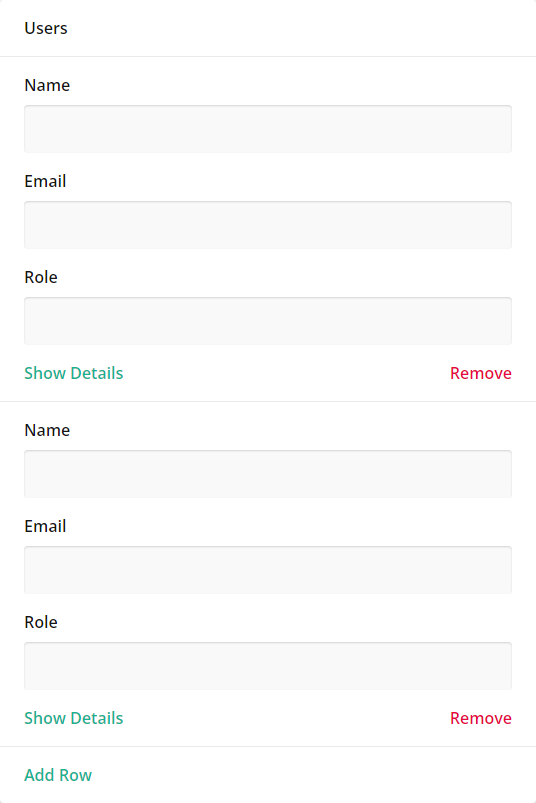 Users
Name
Email
Role
Show Details Remove
Name
Email
Role
Show Details Remove
Add Row